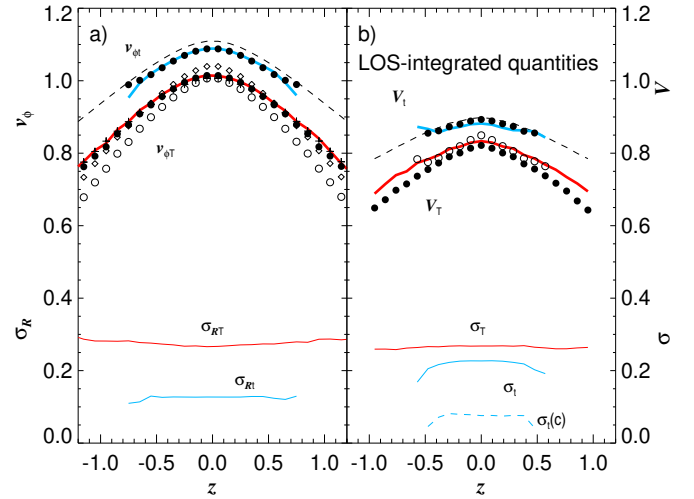 a)
b)
LOS-integrated quantities
v_ϕt
v_ϕT
V_t
V_T
σ_RT
σ_Rt
σ_T
σ_t
σ_t(c)
v_ϕ
σ_R
V
σ
1.2
1.0
0.8
0.6
0.4
0.2
0.0
1.2
1.0
0.8
0.6
0.4
0.2
0.0
-1.0 -0.5 0.0 0.5 1.0
-1.0 -0.5 0.0 0.5 1.0
z
z